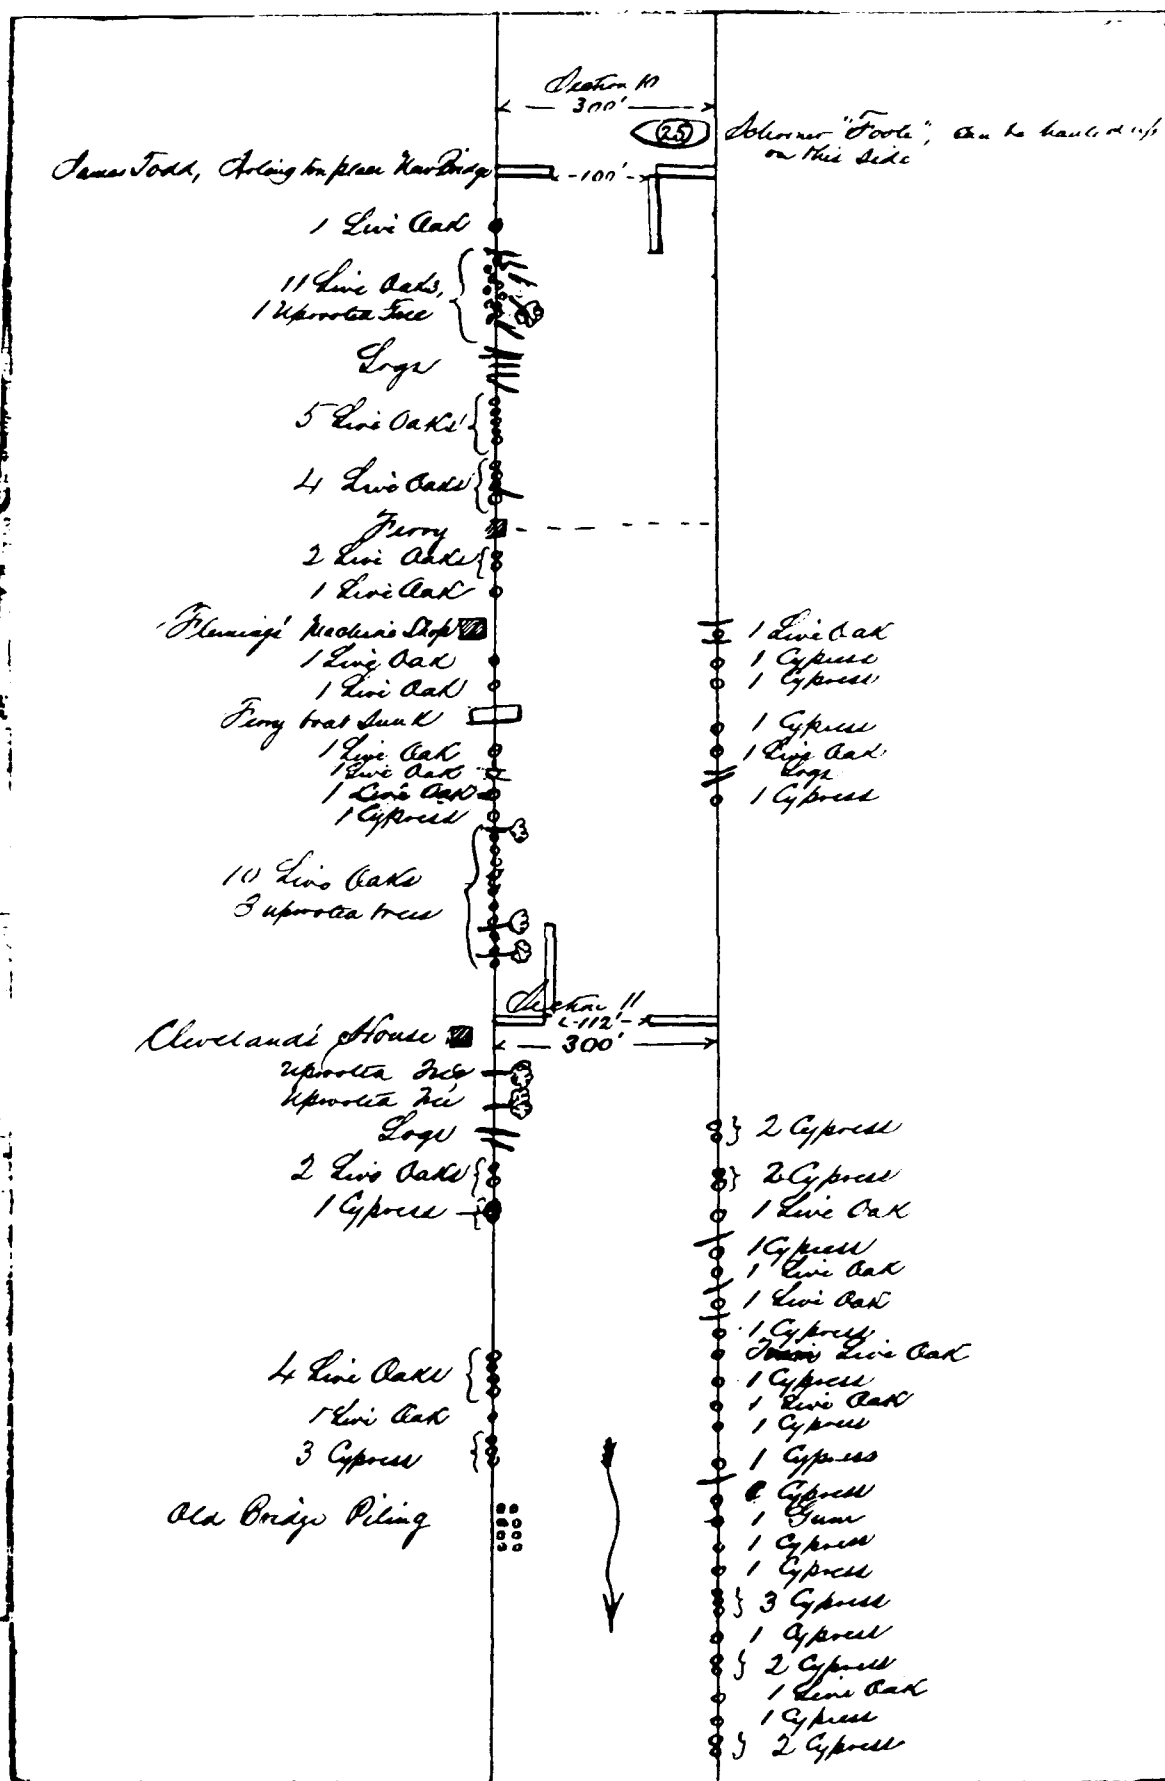 Section 10
300'
25 Schooner "Foote", can be hauled up
on this side
James Todd, Arlington place New Bridge
100'
1 Live Oak
11 Live Oaks,
1 Uprooted Tree
Logs
5 Live Oaks
4 Live Oaks
Ferry
2 Live Oaks
1 Live Oak
Flemings' Machine Shop
1 Live Oak
1 Live Oak
1 Live Oak
1 Cypress
1 Cypress
Ferry boat Sunk
1 Cypress
1 Live Oak
1 Live Oak
1 Live Oak
Logs
1 Live Oak
1 Cypress
1 Cypress
10 Live Oaks
3 uprooted trees
Section 11
112'
300'
Clevelands' House
Uprooted Tree
Uprooted Tree
Logs
2 Cypress
2 Live Oaks
2 Cypress
1 Cypress
1 Live Oak
1 Cypress
1 Live Oak
1 Live Oak
1 Cypress
Live Oak
4 Live Oaks
1 Cypress
1 Live Oak
1 Live Oak
1 Cypress
3 Cypress
1 Cypress
Cypress
Old Bridge Piling
1 Gum
1 Cypress
1 Cypress
3 Cypress
1 Cypress
2 Cypress
1 Live Oak
1 Cypress
2 Cypress